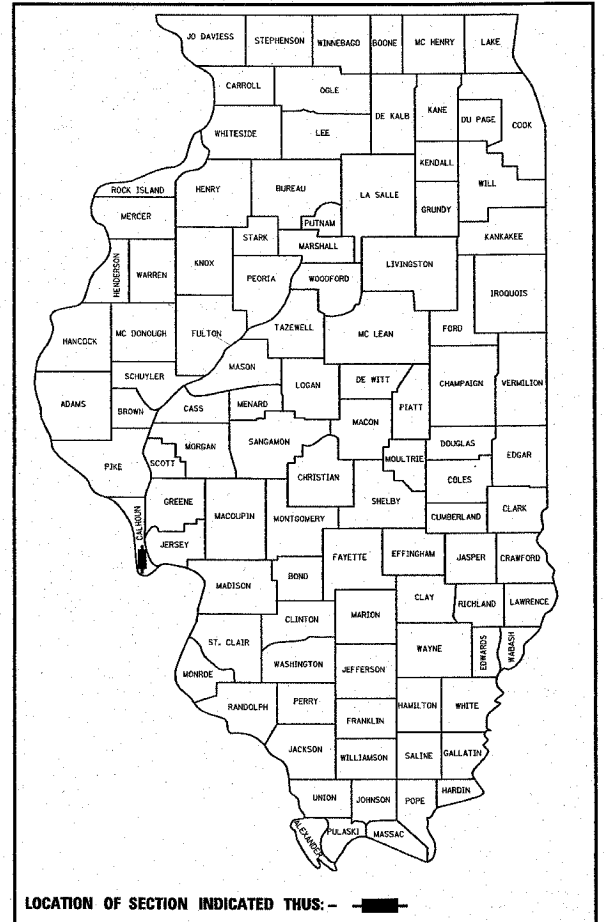 JO DAVIESS
STEPHENSON
WINNEBAGO
BOONE
MC HENRY
LAKE
CARROLL
OGLE
DE KALB
KANE
DU PAGE
COOK
WHITESIDE
LEE
KENDALL
WILL
ROCK ISLAND
HENRY
BUREAU
LA SALLE
GRUNDY
MERCER
PUTNAM
KANKAKEE
STARK
MARSHALL
HENDERSON
WARREN
KNOX
PEORIA
WOODFORD
LIVINGSTON
IROQUOIS
HANCOCK
MC DONOUGH
FULTON
TAZEWELL
MC LEAN
FORD
SCHUYLER
MASON
LOGAN
DE WITT
CHAMPAIGN
VERMILION
ADAMS
BROWN
CASS
MENARD
MACON
PIATT
PIKE
SCOTT
MORGAN
SANGAMON
CHRISTIAN
MOULTRIE
DOUGLAS
EDGAR
COLES
SHELBY
GREENE
MACOUPIN
MONTGOMERY
CUMBERLAND
CLARK
CALHOUN
JERSEY
FAYETTE
EFFINGHAM
JASPER
CRAWFORD
MADISON
BOND
CLAY
RICHLAND
LAWRENCE
CLINTON
MARION
ST. CLAIR
WAYNE
EDWARDS
WABASH
WASHINGTON
JEFFERSON
MONROE
RANDOLPH
PERRY
HAMILTON
WHITE
FRANKLIN
JACKSON
WILLIAMSON
SALINE
GALLATIN
UNION
JOHNSON
POPE
HARDIN
ALEXANDER
PULASKI
MASSAC
LOCATION OF SECTION INDICATED THUS: -